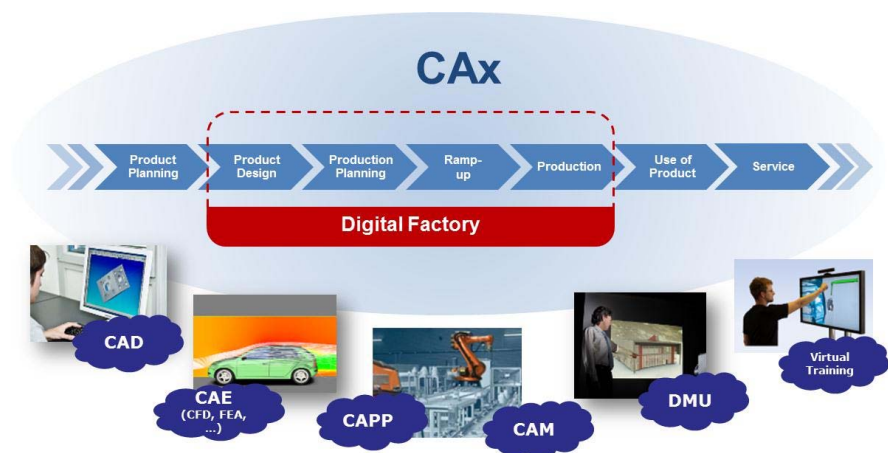 CAx
Product
Planning
Product
Design
Production
Planning
Ramp-
up
Production
Use of
Product
Service
Digital Factory
CAD
CAE
(CFD, FEA,
...)
CAPP
CAM
DMU
Virtual
Training